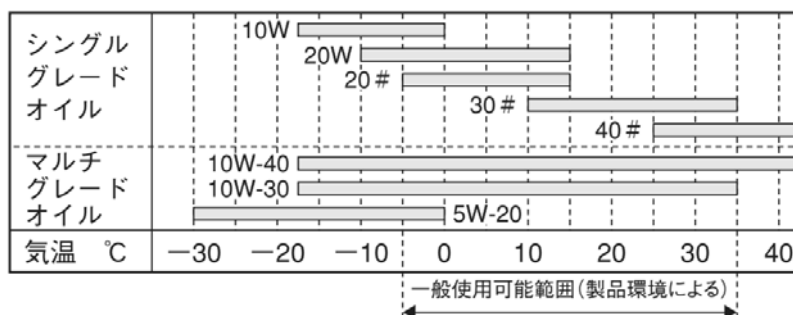 シングル
グレード
オイル
10W
20W
20#
30#
40#
マルチ
グレード
オイル
10W-40
10W-30
5W-20
気温 ℃ -30 -20 -10 0 10 20 30 40
一般使用可能範囲(製品環境による)